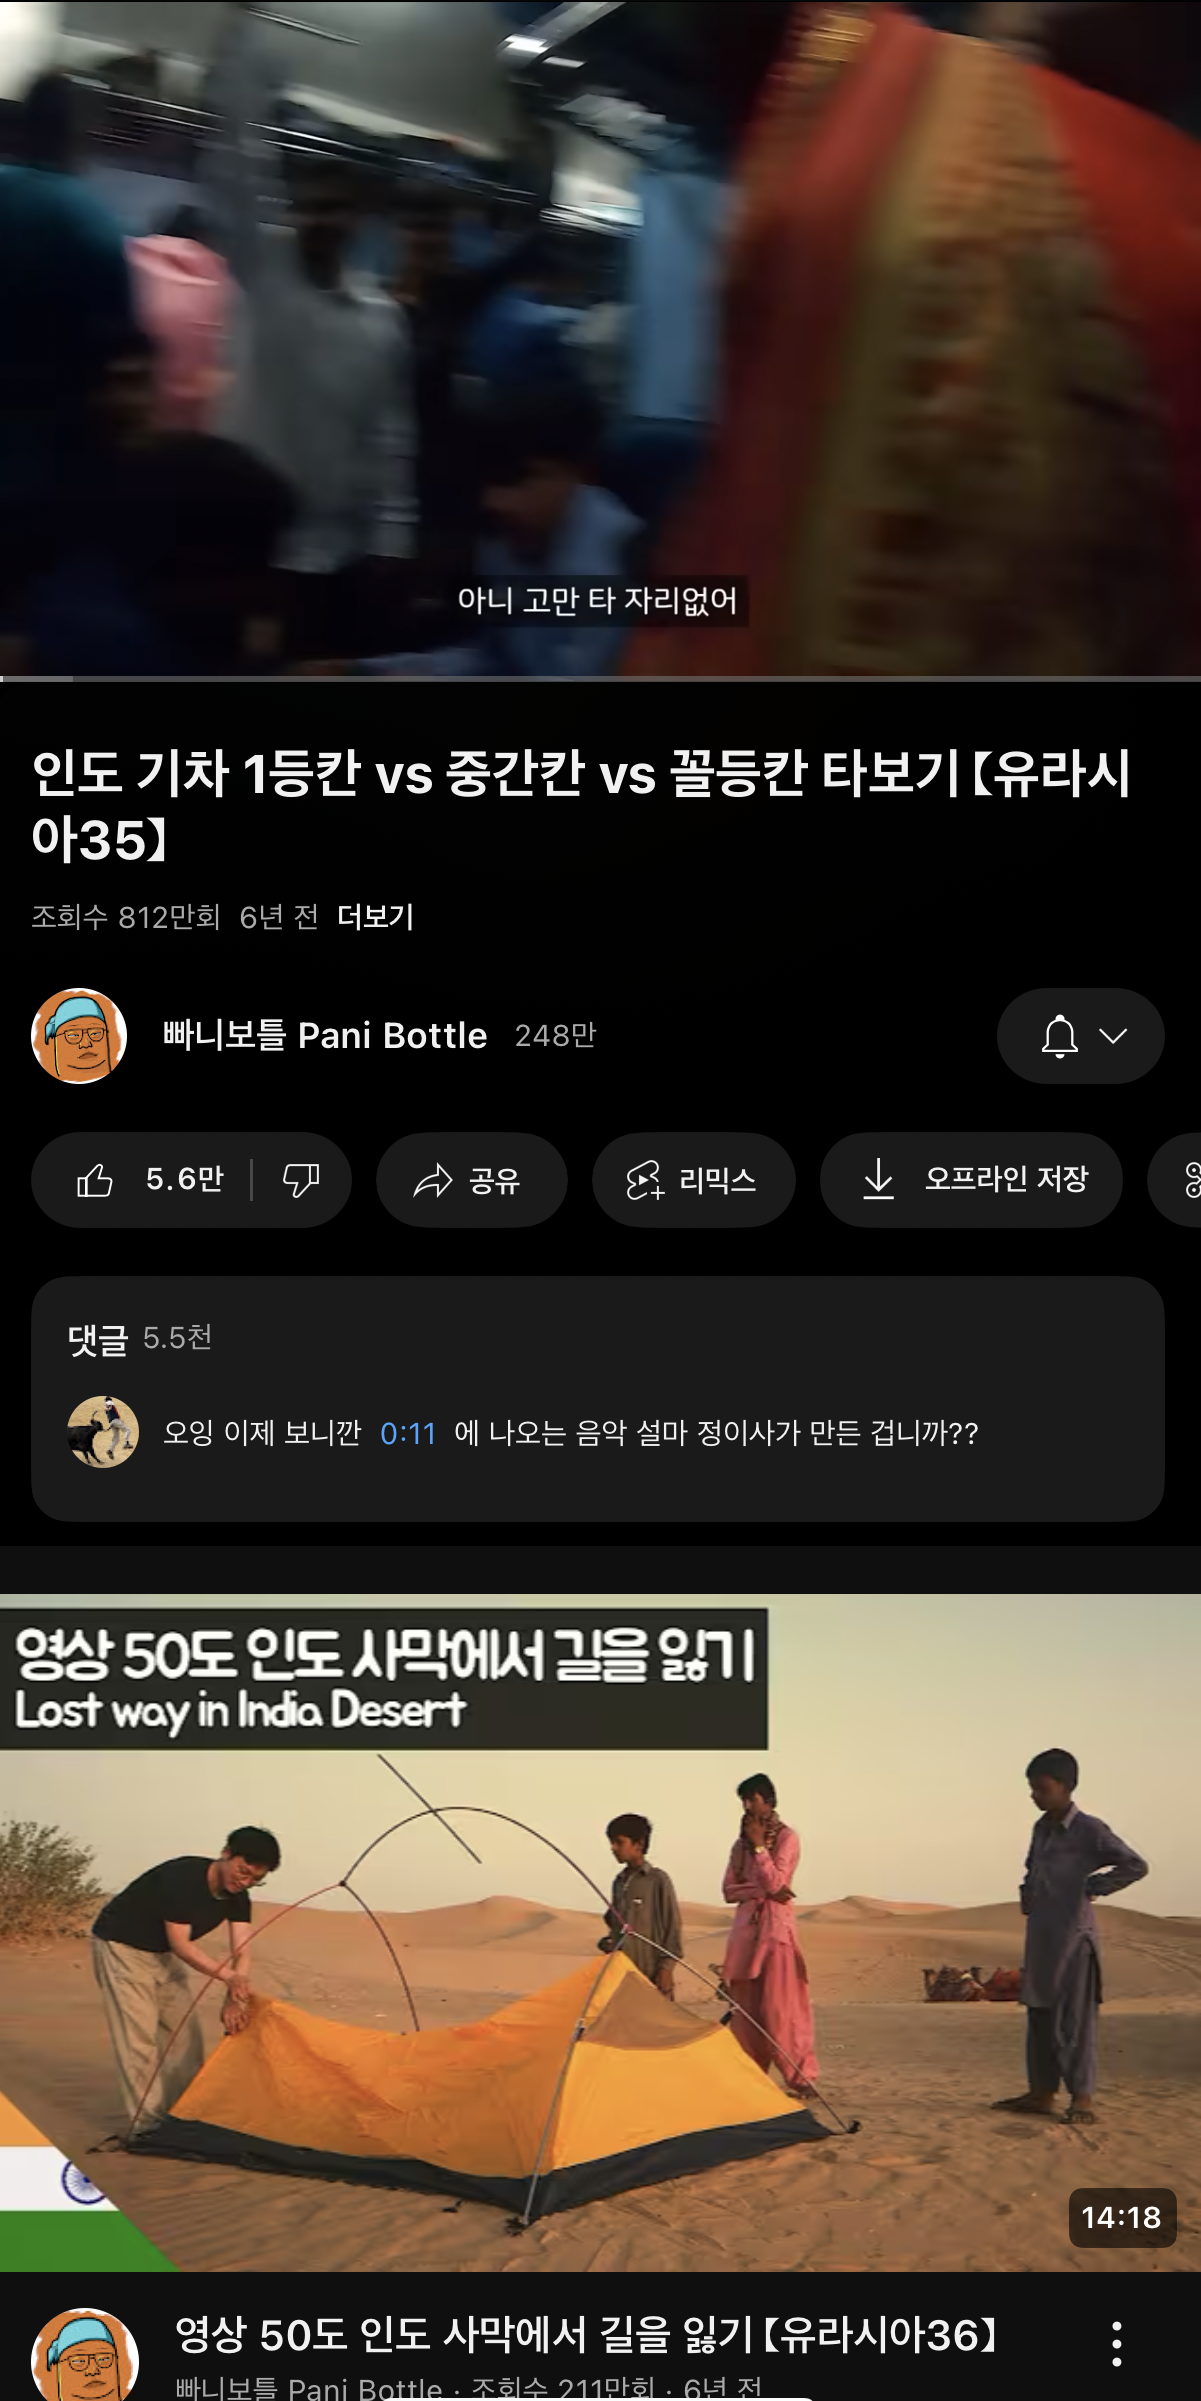 아니 고만 타 자리없어
인도 기차 1등칸 vs 중간칸 vs 꼴등칸 타보기【유라시
아35】
조회수 812만회 6년 전 더보기
빠니보틀 Pani Bottle 248만
5.6만 공유 리믹스 오프라인 저장
댓글 5.5천
오잉 이제 보니깐 0:11 에 나오는 음악 설마 정이사가 만든 겁니까??
영상 50도 인도 사막에서 길을 잃기
Lost way in India Desert
14:18
영상 50도 인도 사막에서 길을 잃기【유라시아36】
빠니보틀 Pani Bottle · 조회수 211만회 · 6년 전